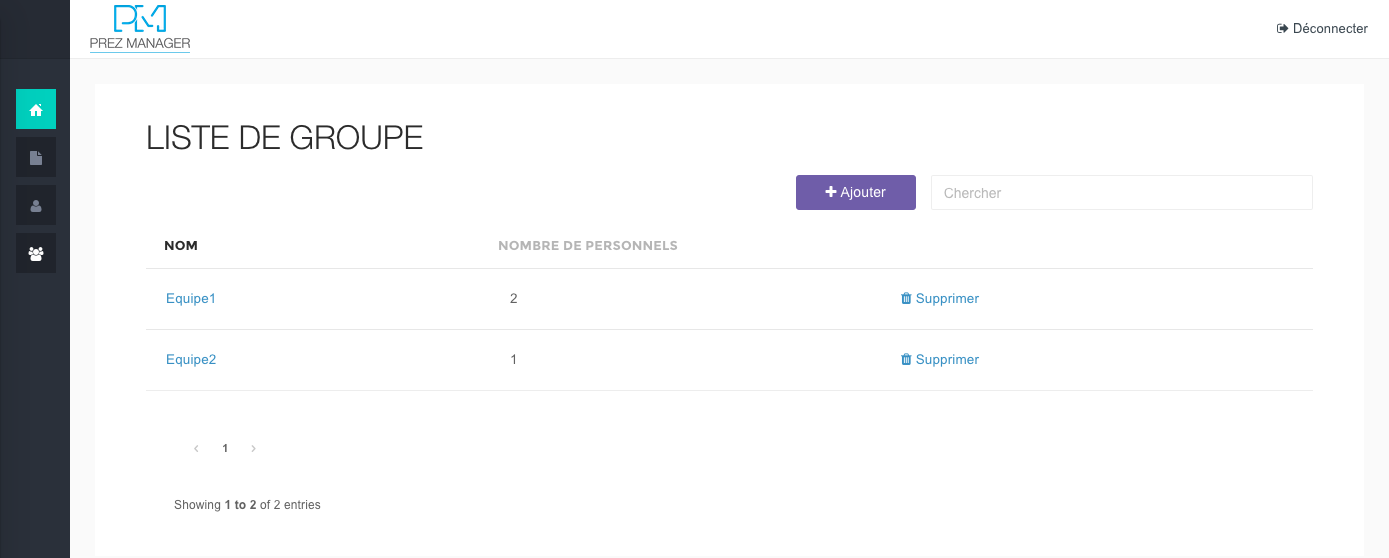 PM
PREZ MANAGER
Déconnecter
LISTE DE GROUPE
Ajouter
Chercher
NOM NOMBRE DE PERSONNELS
Equipe1 2 Supprimer
Equipe2 1 Supprimer
‹ 1 ›
Showing 1 to 2 of 2 entries